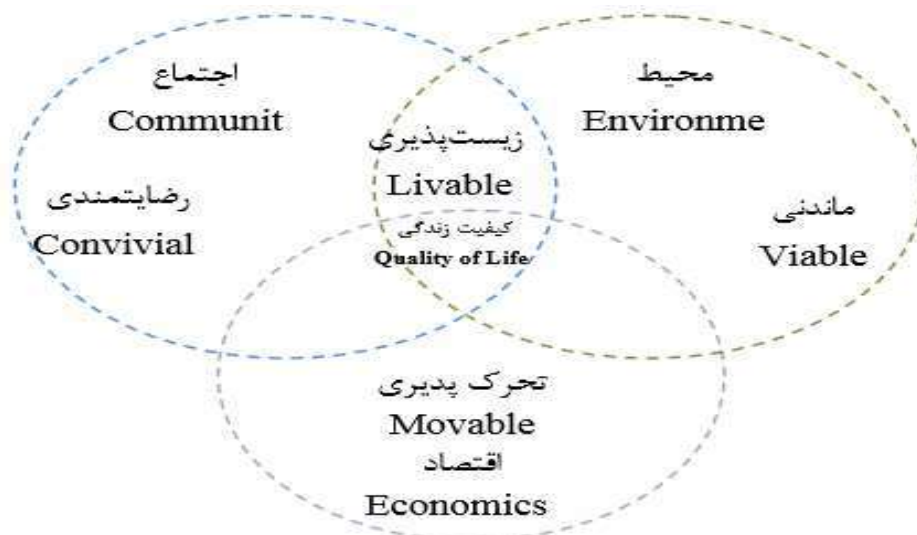 اجتماع
Communit
محیط
Environme
زیست‌پذیری
Livable
رضایتمندی
Convivial
کیفیت زندگی
Quality of Life
ماندنی
Viable
تحرک پدیری
Movable
اقتصاد
Economics